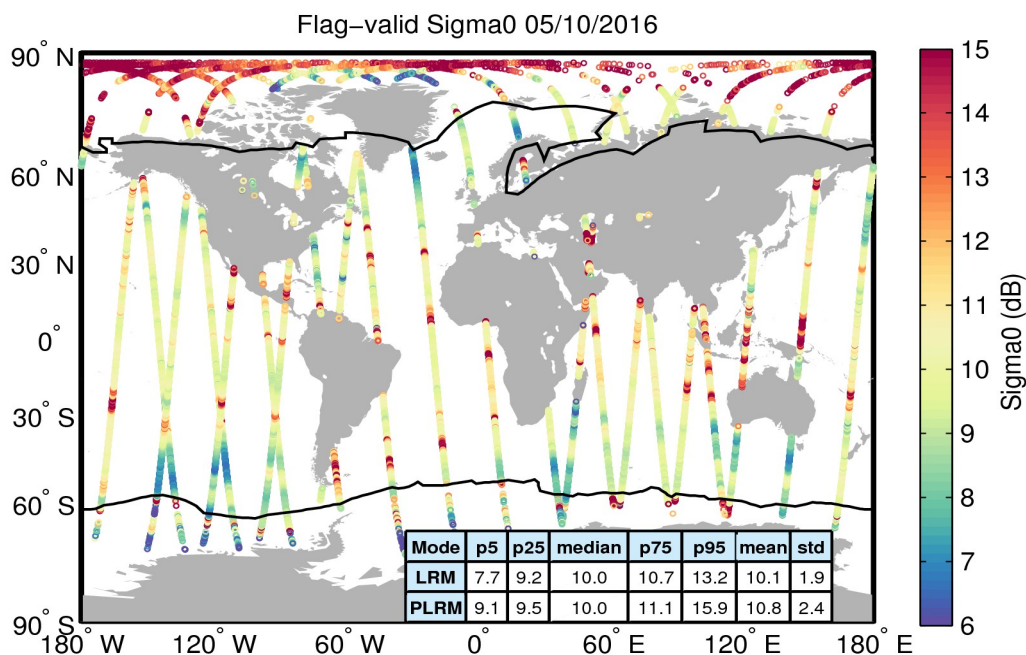 Flag−valid Sigma0 05/10/2016
90° N
60° N
30° N
0°
30° S
60° S
90° S
180° W
120° W
60° W
0°
60° E
120° E
180° E
Mode p5 p25 median p75 p95 mean std
LRM 7.7 9.2 10.0 10.7 13.2 10.1 1.9
PLRM 9.1 9.5 10.0 11.1 15.9 10.8 2.4
15
14
13
12
11
10
9
8
7
6
Sigma0 (dB)